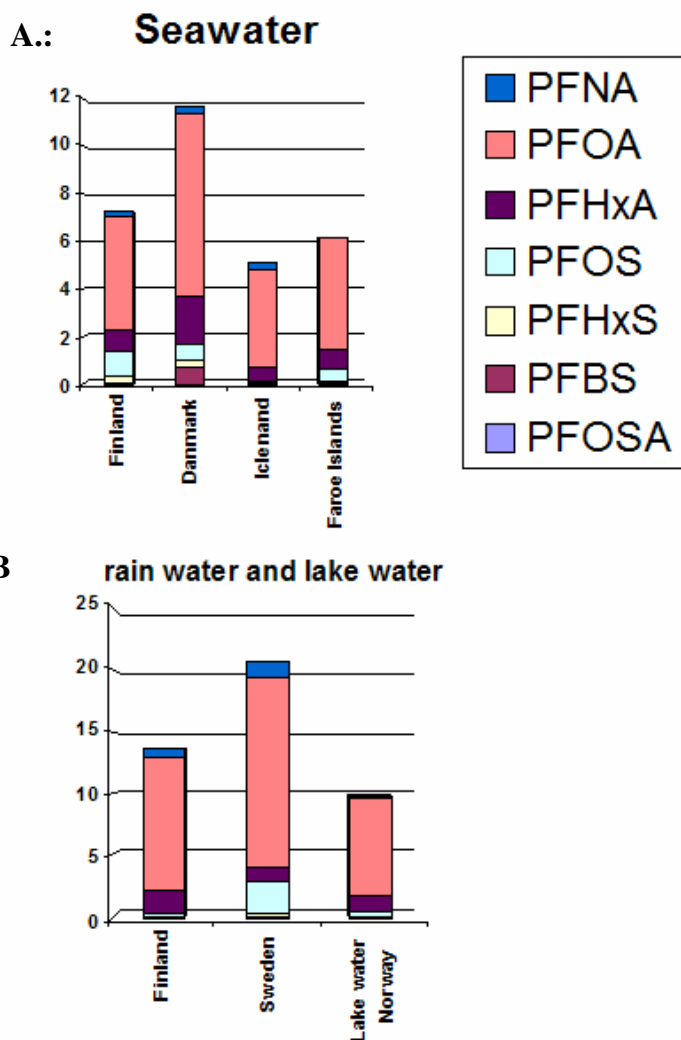 A.:
Seawater
12
10
8
6
4
2
0
Finland
Danmark
Iclenand
Faroe Islands
PFNA
PFOA
PFHxA
PFOS
PFHxS
PFBS
PFOSA
B
rain water and lake water
25
20
15
10
5
0
Finland
Sweden
Lake water
Norway